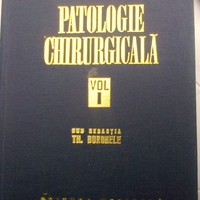 PATOLOGIE
CHIRURGICALĂ
VOL
I
SUB REDACȚIA
TH. BURGHELE